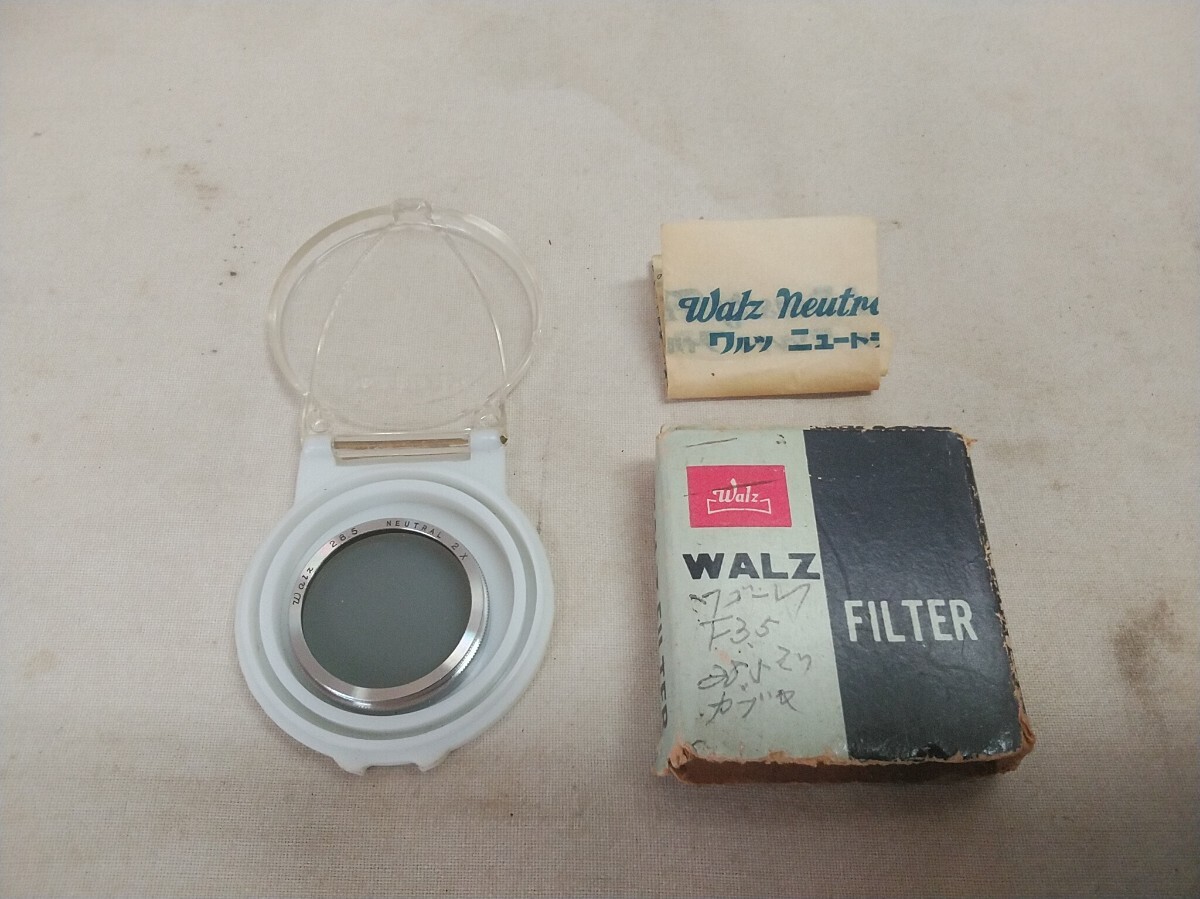 Walz 28.5 NEUTRAL 2X
Walz Neutra
ワルツ ニュートラ
Walz
WALZ
FILTER
F3.5
カブセ